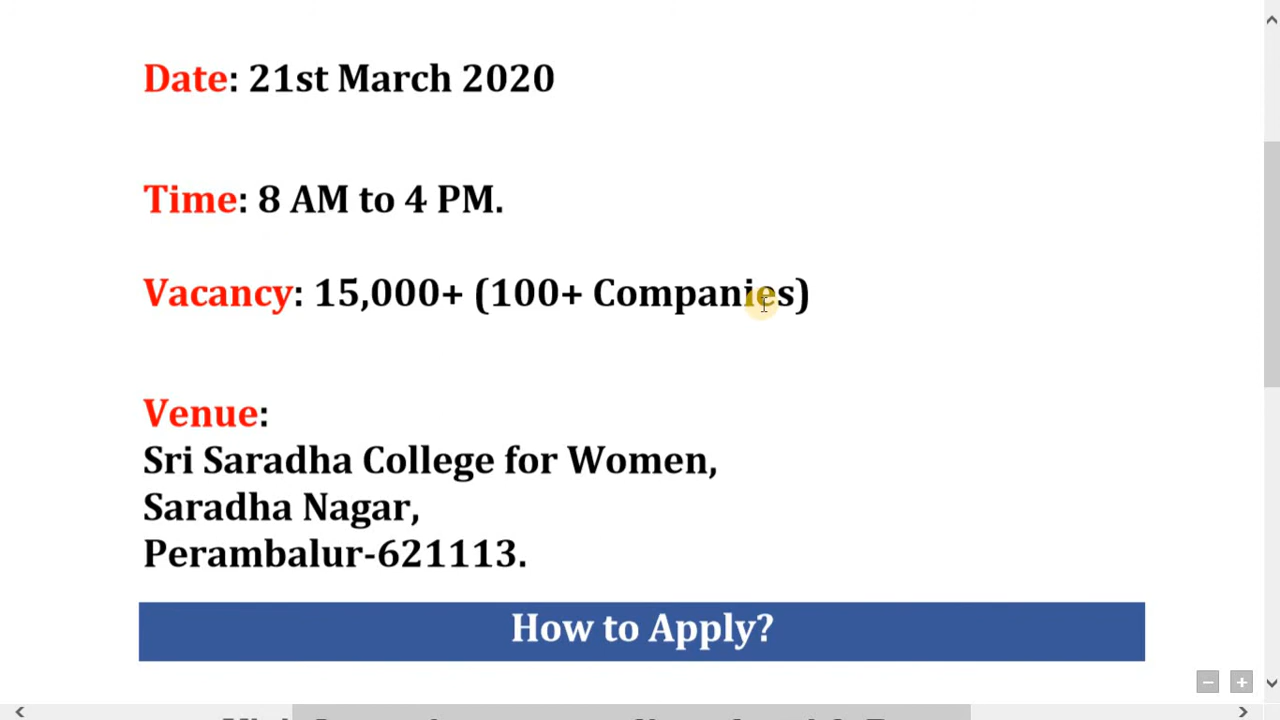 Date: 21st March 2020
Time: 8 AM to 4 PM.
Vacancy: 15,000+ (100+ Companies)
Venue:
Sri Saradha College for Women,
Saradha Nagar,
Perambalur-621113.
How to Apply?